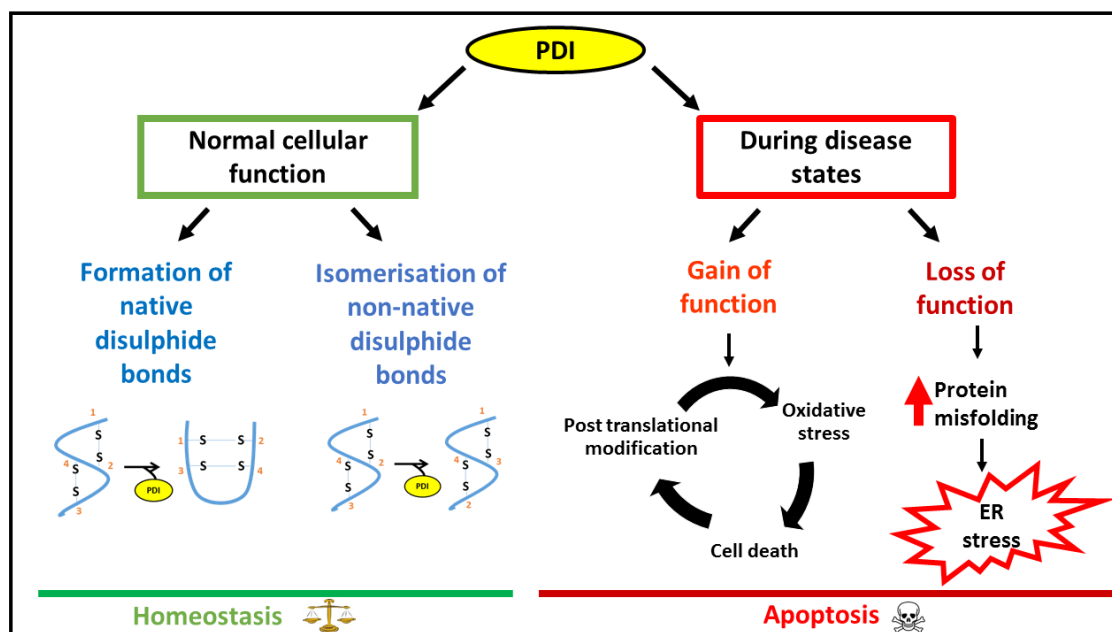 PDI
Normal cellular
function
During disease
states
Formation of
native
disulphide
bonds
Isomerisation of
non-native
disulphide
bonds
Gain of
function
Loss of
function
1
S
S
4
S
2
S
3
PDI
1
S
S
2
3
S
S
4
1
S
S
4
S
2
S
3
PDI
1
S
S
4
S
3
S
2
Post translational
modification
Oxidative
stress
Cell death
Protein
misfolding
ER
stress
Homeostasis
Apoptosis